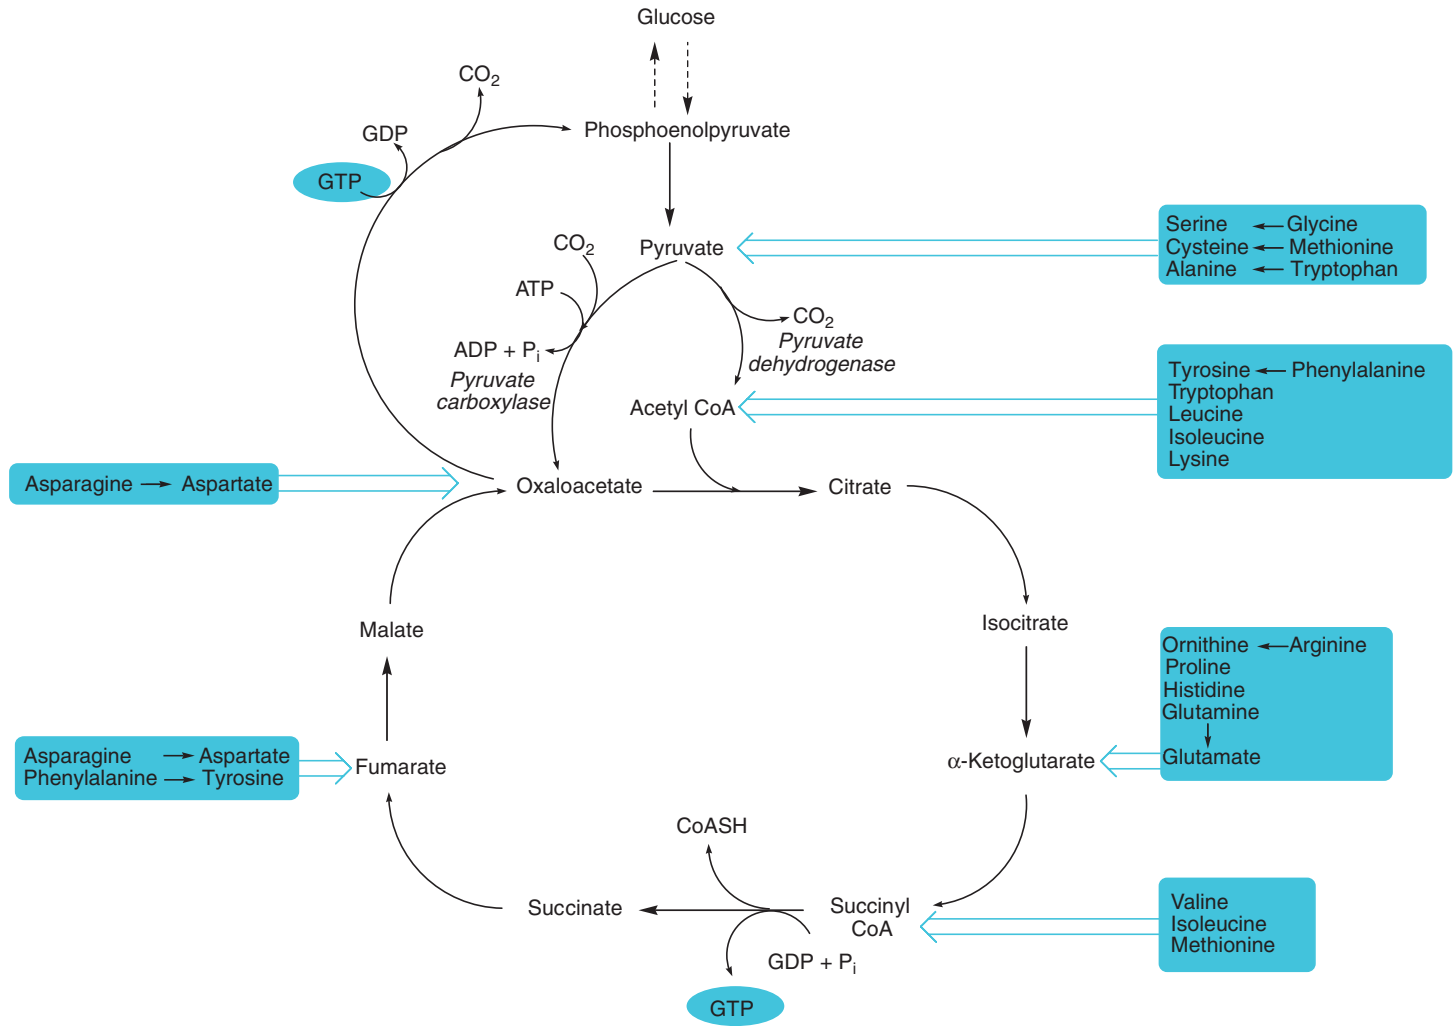 Glucose
CO2
GDP
Phosphoenolpyruvate
GTP
CO2
Pyruvate
Serine Glycine
Cysteine Methionine
Alanine Tryptophan
ATP
CO2
ADP + Pi
Pyruvate
dehydrogenase
Pyruvate
carboxylase
Acetyl CoA
Tyrosine Phenylalanine
Tryptophan
Leucine
Isoleucine
Lysine
Asparagine Aspartate
Oxaloacetate
Citrate
Malate
Isocitrate
Ornithine Arginine
Proline
Histidine
Glutamine
Glutamate
Asparagine Aspartate
Phenylalanine Tyrosine
Fumarate
α-Ketoglutarate
CoASH
Succinate
Succinyl
CoA
Valine
Isoleucine
Methionine
GDP + Pi
GTP